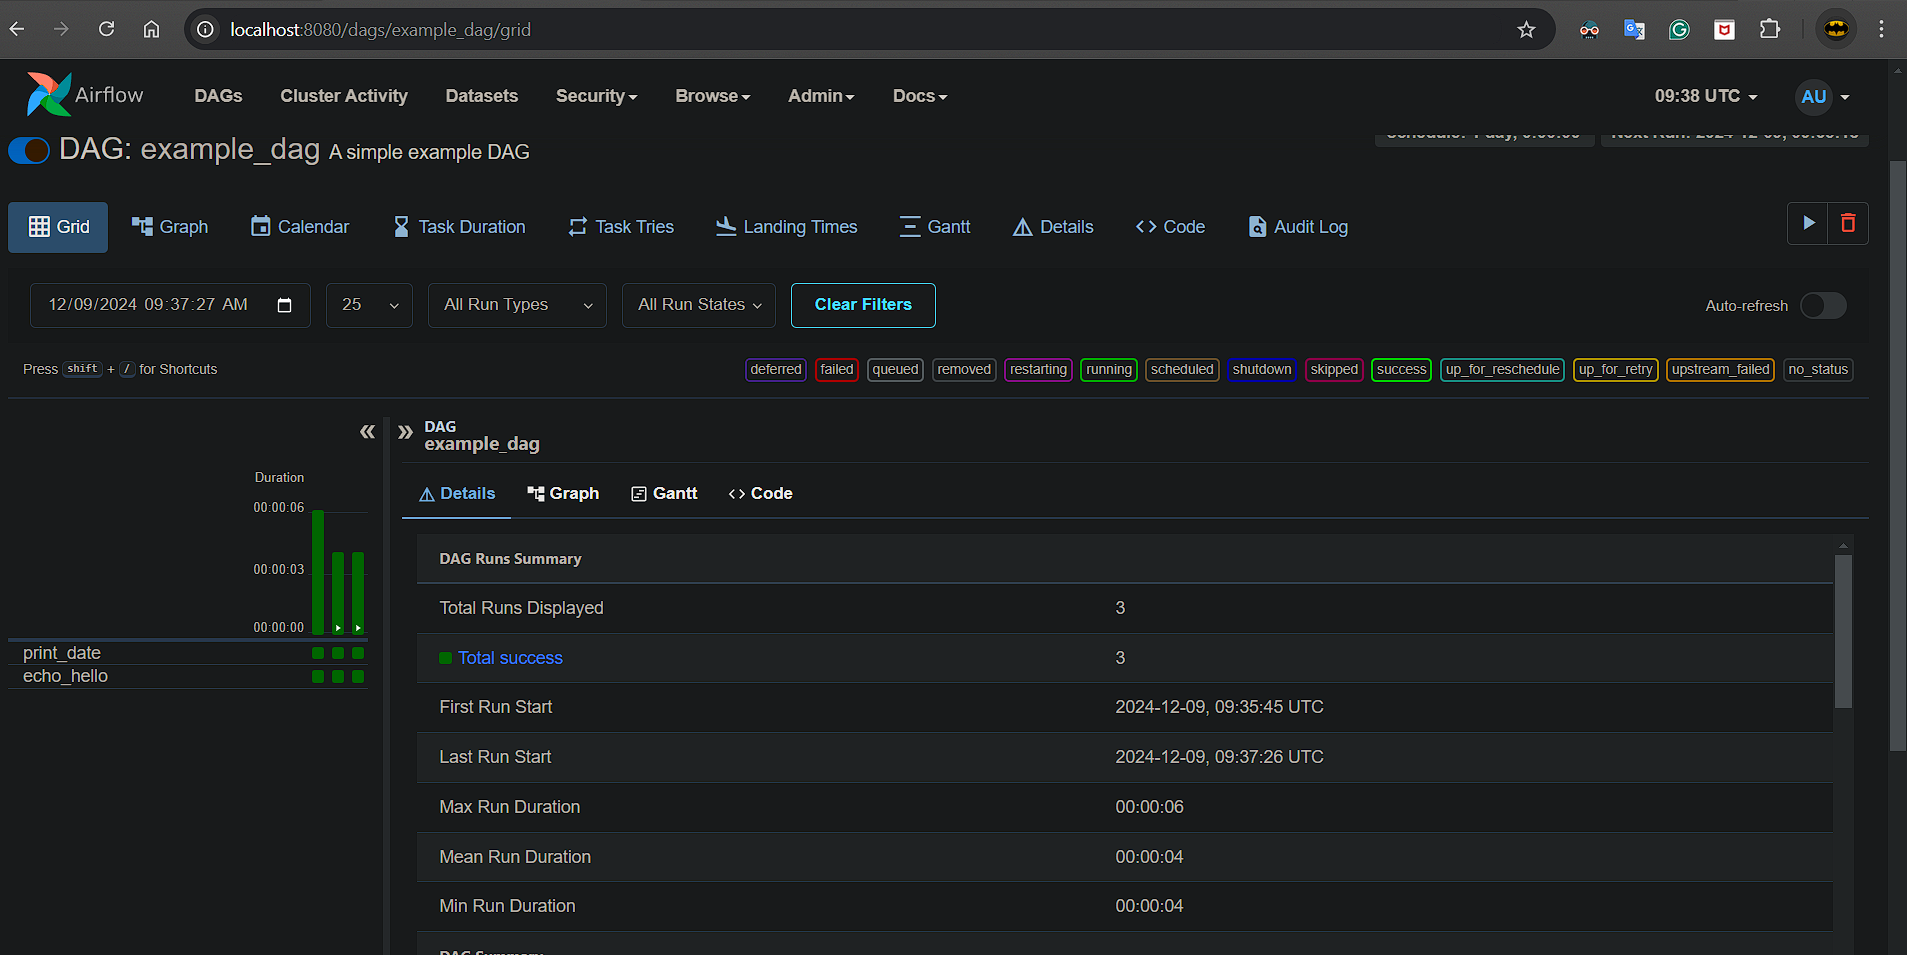 localhost:8080/dags/example_dag/grid
Airflow DAGs Cluster Activity Datasets Security Browse Admin Docs 09:38 UTC AU
DAG: example_dag A simple example DAG
Grid Graph Calendar Task Duration Task Tries Landing Times Gantt Details Code Audit Log
12/09/2024 09:37:27 AM 25 All Run Types All Run States Clear Filters Auto-refresh
Press shift + / for Shortcuts
deferred failed queued removed restarting running scheduled shutdown skipped success up_for_reschedule up_for_retry upstream_failed no_status
Duration
00:00:06
00:00:03
00:00:00
print_date
echo_hello
DAG
example_dag
Details Graph Gantt Code
DAG Runs Summary
Total Runs Displayed 3
Total success 3
First Run Start 2024-12-09, 09:35:45 UTC
Last Run Start 2024-12-09, 09:37:26 UTC
Max Run Duration 00:00:06
Mean Run Duration 00:00:04
Min Run Duration 00:00:04